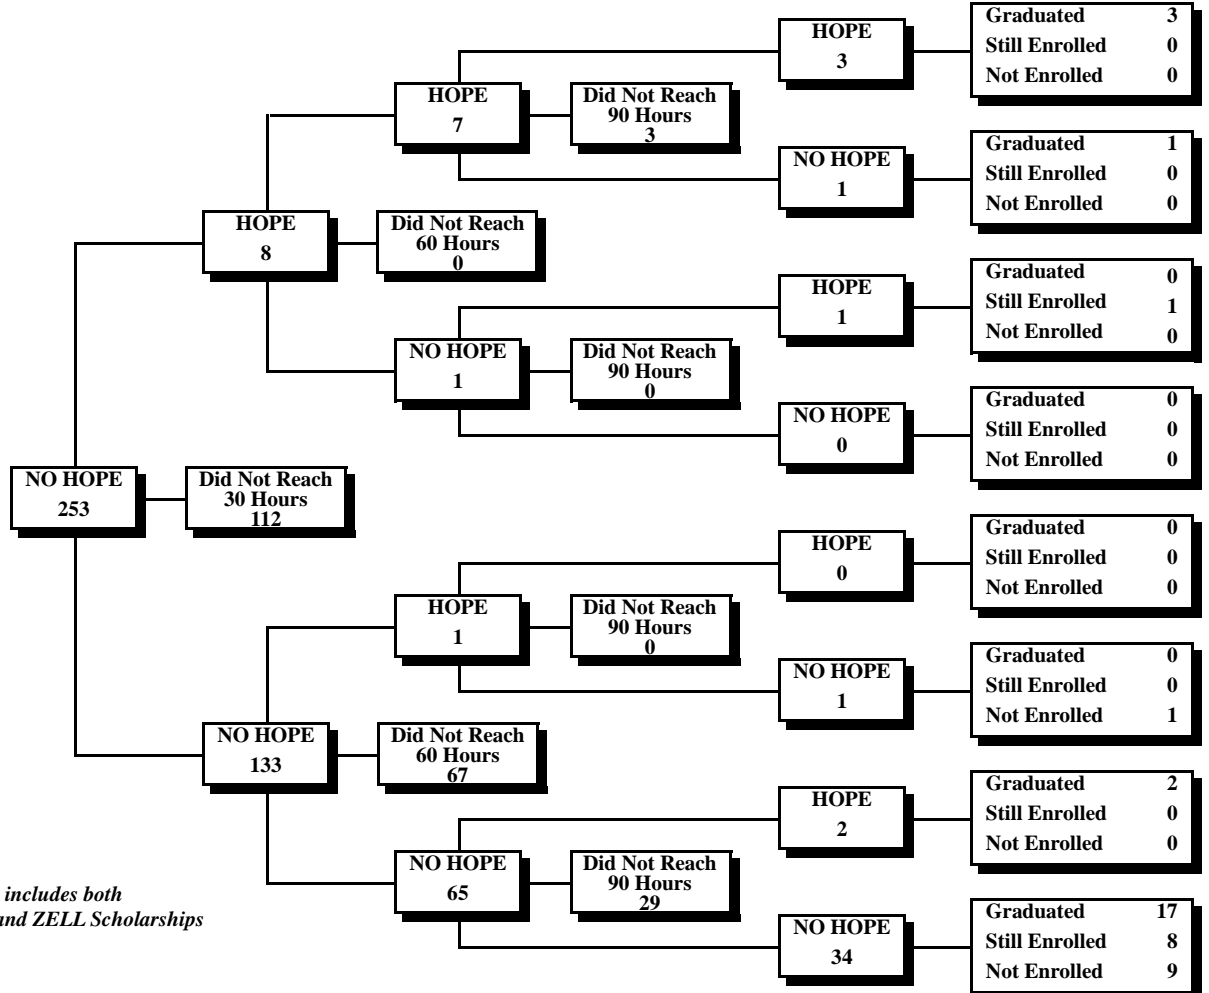 HOPE
3
Graduated 3
Still Enrolled 0
Not Enrolled 0
HOPE
7
Did Not Reach
90 Hours
3
NO HOPE
1
Graduated 1
Still Enrolled 0
Not Enrolled 0
HOPE
8
Did Not Reach
60 Hours
0
HOPE
1
Graduated 0
Still Enrolled 1
Not Enrolled 0
NO HOPE
1
Did Not Reach
90 Hours
0
NO HOPE
0
Graduated 0
Still Enrolled 0
Not Enrolled 0
NO HOPE
253
Did Not Reach
30 Hours
112
HOPE
0
Graduated 0
Still Enrolled 0
Not Enrolled 0
HOPE
1
Did Not Reach
90 Hours
0
NO HOPE
1
Graduated 0
Still Enrolled 0
Not Enrolled 1
NO HOPE
133
Did Not Reach
60 Hours
67
HOPE
2
Graduated 2
Still Enrolled 0
Not Enrolled 0
NO HOPE
65
Did Not Reach
90 Hours
29
NO HOPE
34
Graduated 17
Still Enrolled 8
Not Enrolled 9
includes both
and ZELL Scholarships